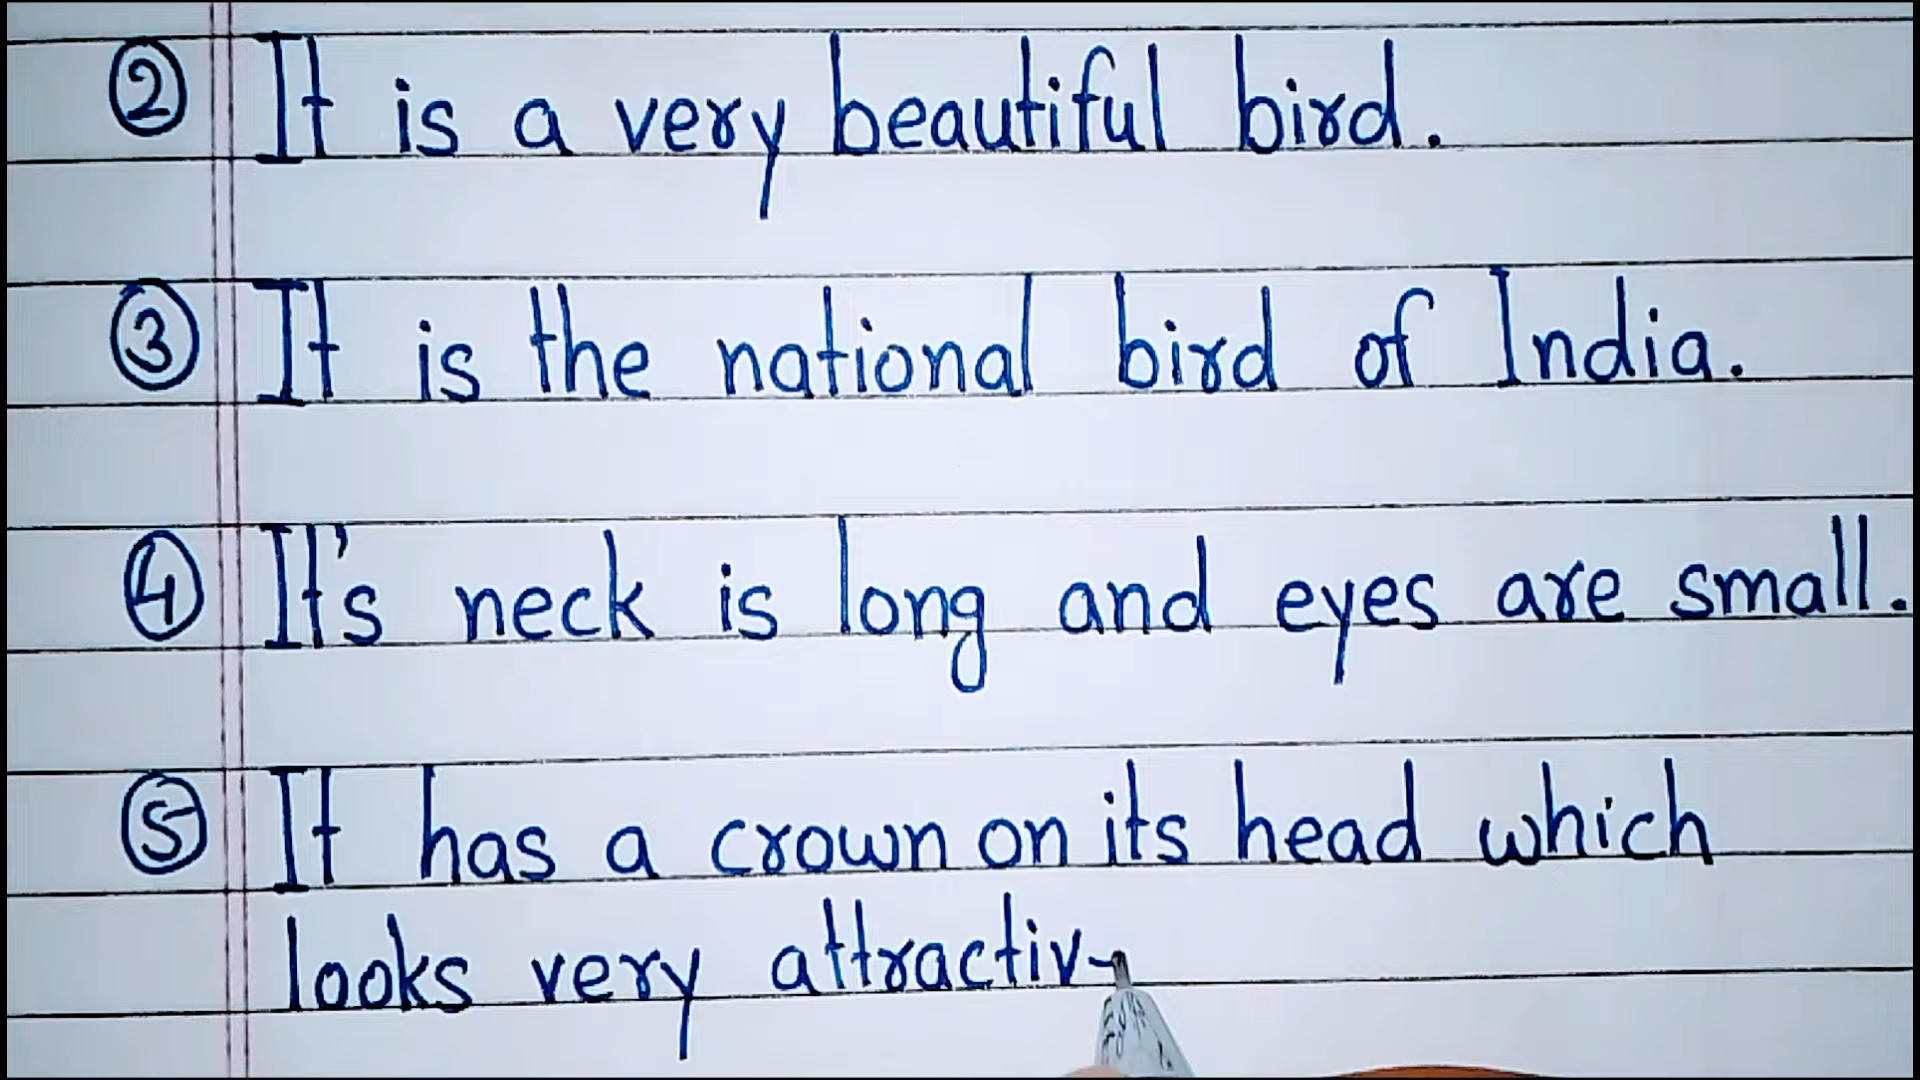 ② It is a very beautiful bird.
③ It is the national bird of India.
④ It's neck is long and eyes are small.
⑤ It has a crown on its head which
looks very attractiv